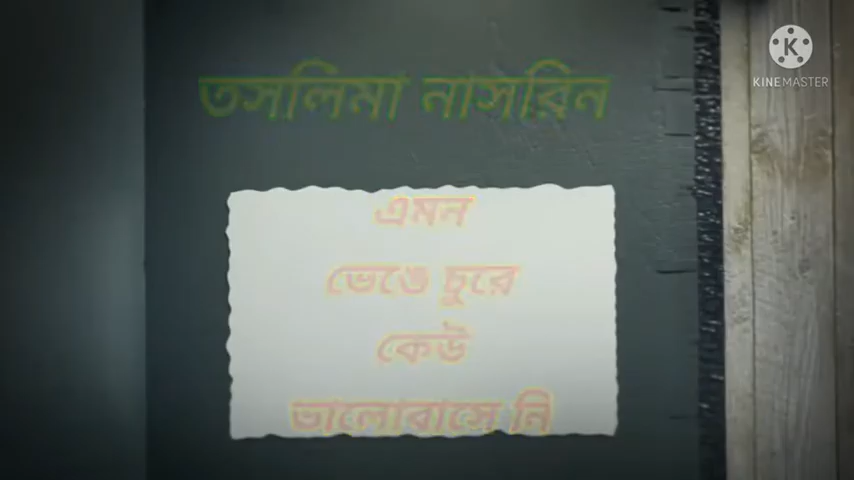 KINEMASTER
তসলিমা নাসরিন
এমন
ভেঙে চুরে
কেউ
ভালোবাসে নি